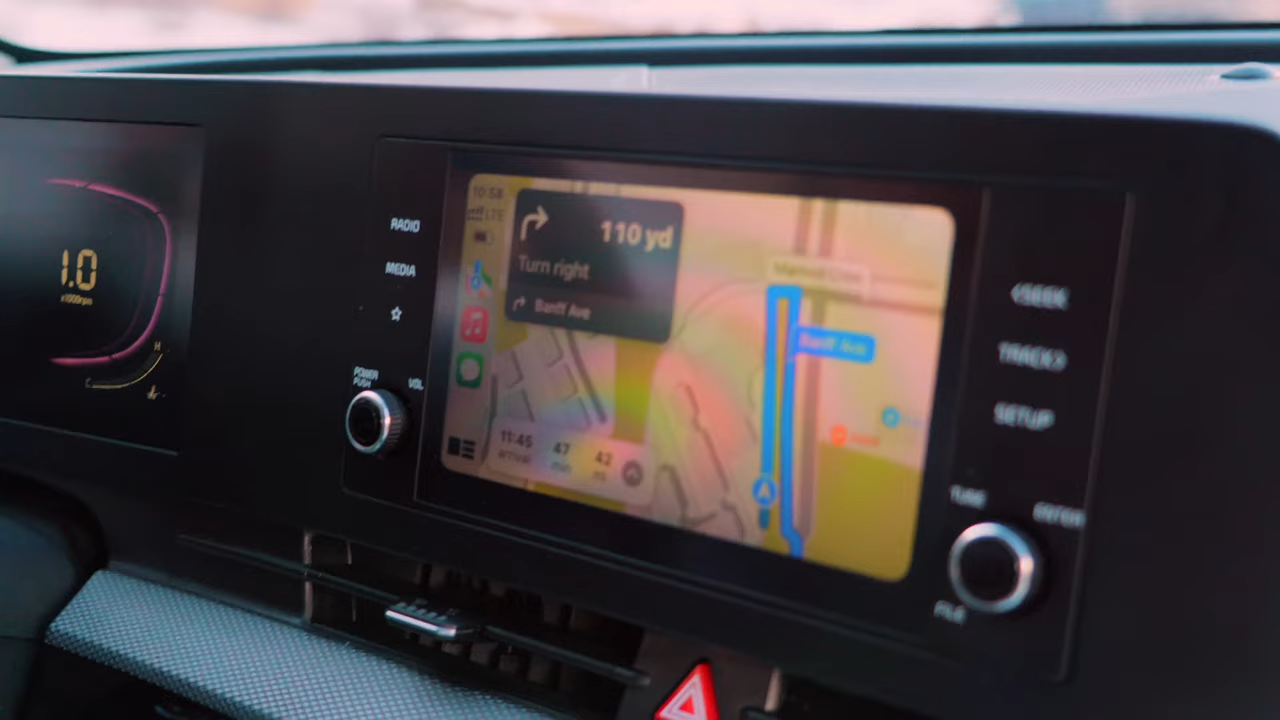 1.0
x1000rpm
H
C
RADIO
MEDIA
POWER
PUSH
VOL
10:58
LTE
110 yd
Turn right
Banff Ave
Banff Ave
11:45
47
42
arrival
min
mi
<SEEK
TRACK>
SETUP
TUNE
ENTER
FILE